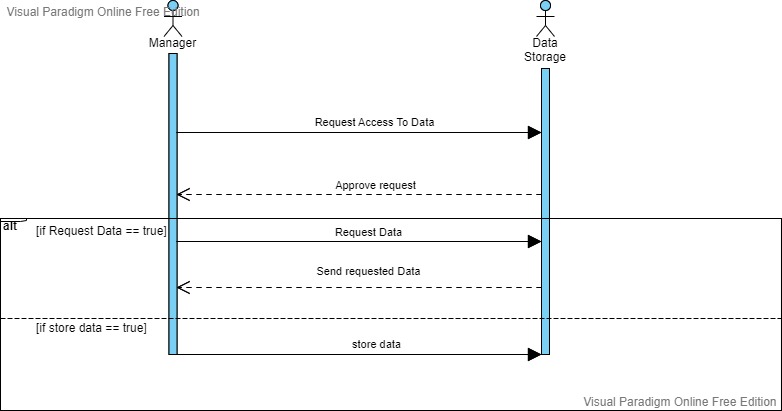 Visual Paradigm Online Free Edition
Manager
Data
Storage
Request Access To Data
Approve request
alt
[if Request Data == true]
Request Data
Send requested Data
[if store data == true]
store data
Visual Paradigm Online Free Edition